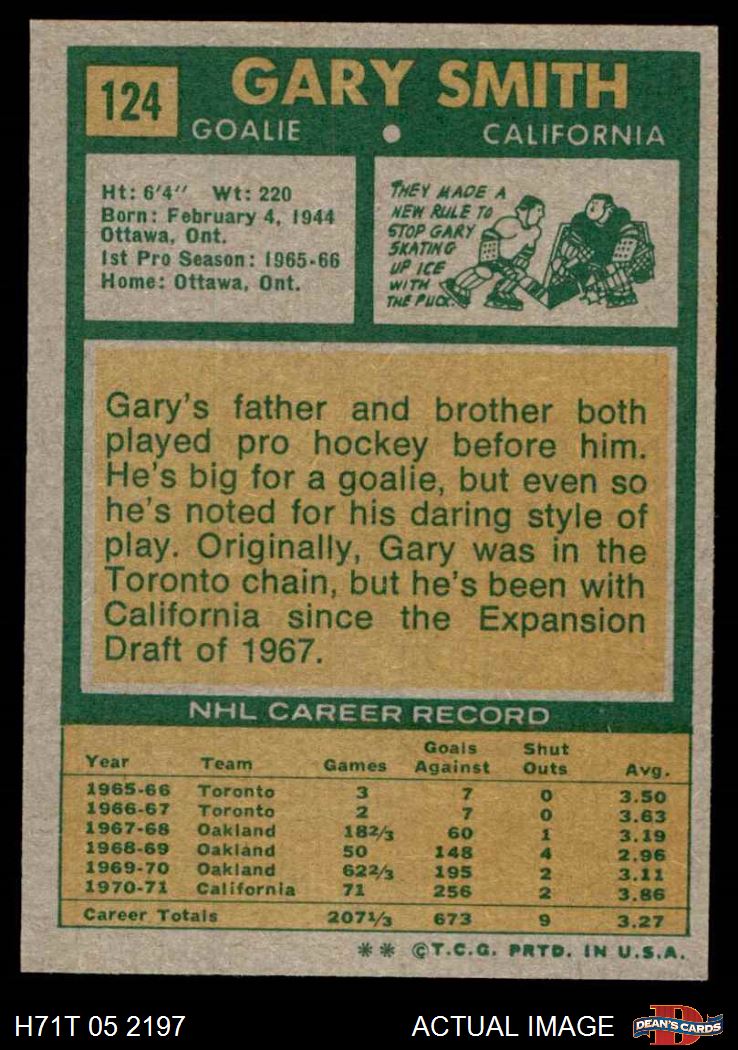 124
GARY SMITH
GOALIE • CALIFORNIA
Ht: 6'4" Wt: 220
Born: February 4, 1944
Ottawa, Ont.
1st Pro Season: 1965-66
Home: Ottawa, Ont.
THEY MADE A
NEW RULE TO
STOP GARY
SKATING
UP ICE
WITH
THE PUCK.
Gary's father and brother both
played pro hockey before him.
He's big for a goalie, but even so
he's noted for his daring style of
play. Originally, Gary was in the
Toronto chain, but he's been with
California since the Expansion
Draft of 1967.
NHL CAREER RECORD
Year Team Games Goals Against Shut Outs Avg.
1965-66 Toronto 3 7 0 3.50
1966-67 Toronto 2 7 0 3.63
1967-68 Oakland 182/3 60 1 3.19
1968-69 Oakland 50 148 4 2.96
1969-70 Oakland 622/3 195 2 3.11
1970-71 California 71 256 2 3.86
Career Totals 2071/3 673 9 3.27
** ©T.C.G. PRTD. IN U.S.A.
H71T 05 2197 ACTUAL IMAGE
D
DEAN'S CARDS